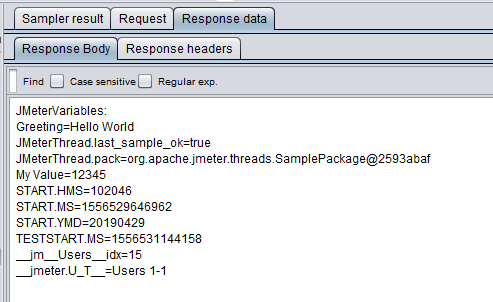 Sampler result Request Response data
Response Body Response headers
Find Case sensitive Regular exp.
JMeterVariables:
Greeting=Hello World
JMeterThread.last_sample_ok=true
JMeterThread.pack=org.apache.jmeter.threads.SamplePackage@2593abaf
My Value=12345
START.HMS=102046
START.MS=1556529646962
START.YMD=20190429
TESTSTART.MS=1556531144158
__jm__Users__idx=15
__jmeter.U_T__=Users 1-1